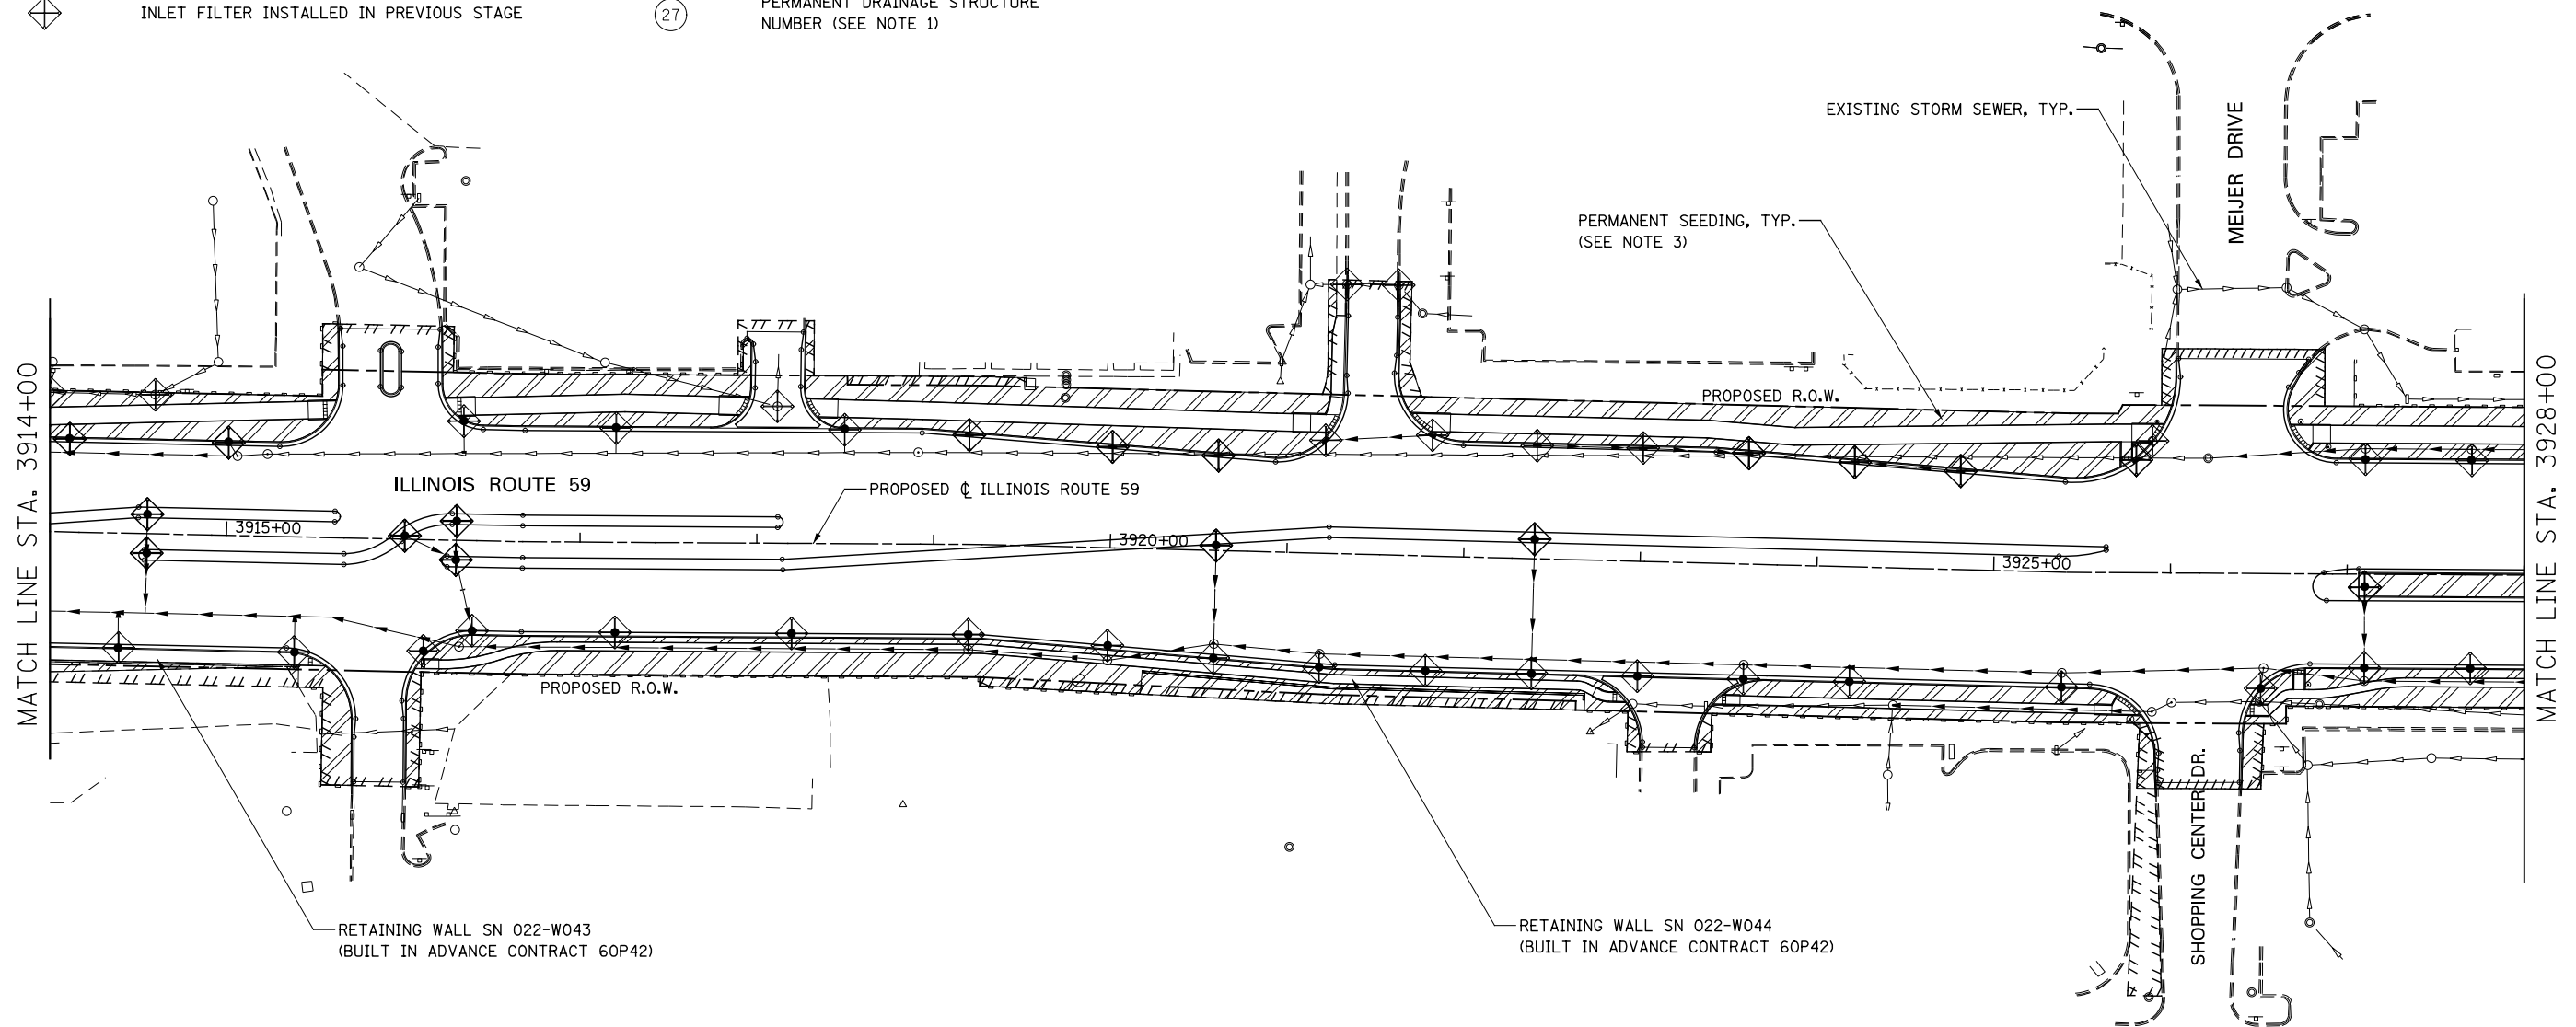 INLET FILTER INSTALLED IN PREVIOUS STAGE
27
PERMANENT DRAINAGE STRUCTURE
NUMBER (SEE NOTE 1)
EXISTING STORM SEWER, TYP.
MEIJER DRIVE
PERMANENT SEEDING, TYP.
(SEE NOTE 3)
PROPOSED R.O.W.
MATCH LINE STA. 3914+00
MATCH LINE STA. 3928+00
ILLINOIS ROUTE 59
PROPOSED ℄ ILLINOIS ROUTE 59
3915+00
3920+00
3925+00
PROPOSED R.O.W.
SHOPPING CENTER DR.
RETAINING WALL SN 022-W043
(BUILT IN ADVANCE CONTRACT 60P42)
RETAINING WALL SN 022-W044
(BUILT IN ADVANCE CONTRACT 60P42)